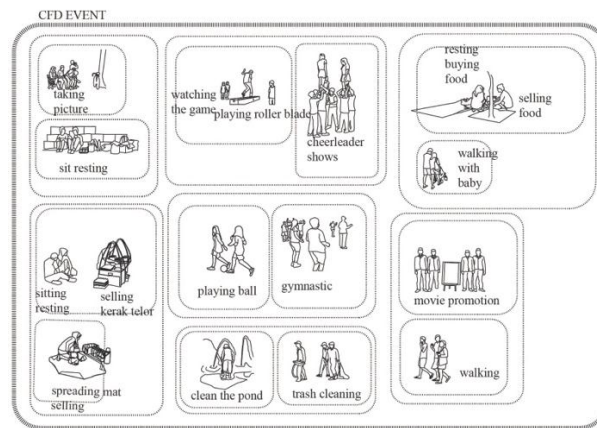 CFD EVENT
taking
picture
sit resting
watching
the game
playing roller blade
cheerleader
shows
resting
buying
food
selling
food
walking
with
baby
sitting
resting
selling
kerak telor
spreading mat
selling
playing ball
gymnastic
clean the pond
trash cleaning
movie promotion
walking